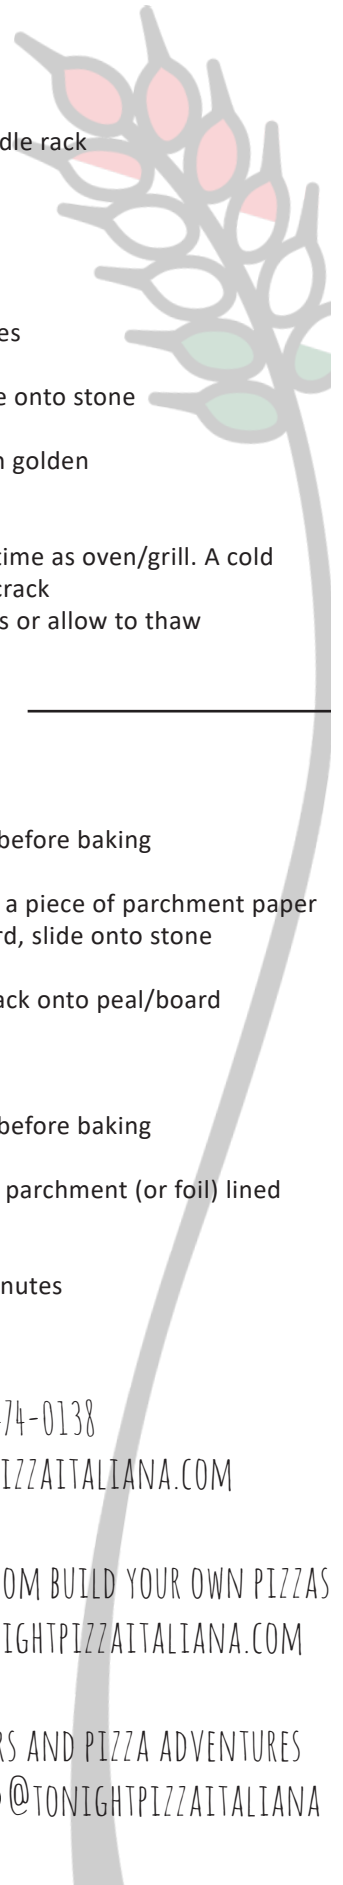 dle rack
es
e onto stone
n golden
time as oven/grill. A cold
crack
s or allow to thaw
before baking
a piece of parchment paper
rd, slide onto stone
ack onto peal/board
before baking
parchment (or foil) lined
nutes
74-0138
IZZAITALIANA.COM
OM BUILD YOUR OWN PIZZAS
IGHTPIZZAITALIANA.COM
RS AND PIZZA ADVENTURES
@TONIGHTPIZZAITALIANA